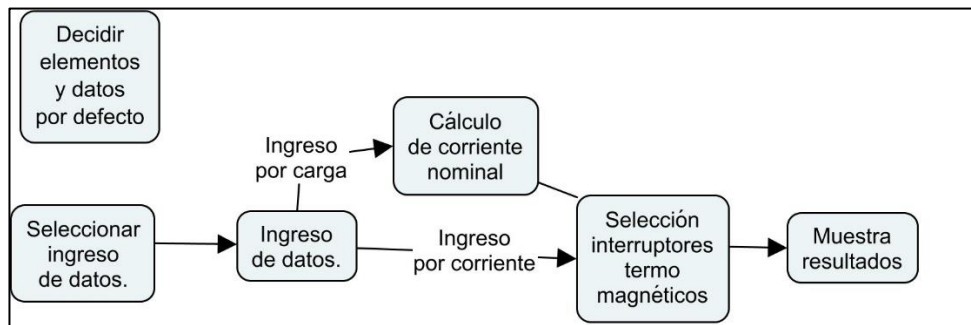 Decidir
elementos
y datos
por defecto
Seleccionar
ingreso
de datos.
Ingreso
de datos.
Ingreso
por carga
Cálculo
de corriente
nominal
Ingreso
por corriente
Selección
interruptores
termo
magnéticos
Muestra
resultados